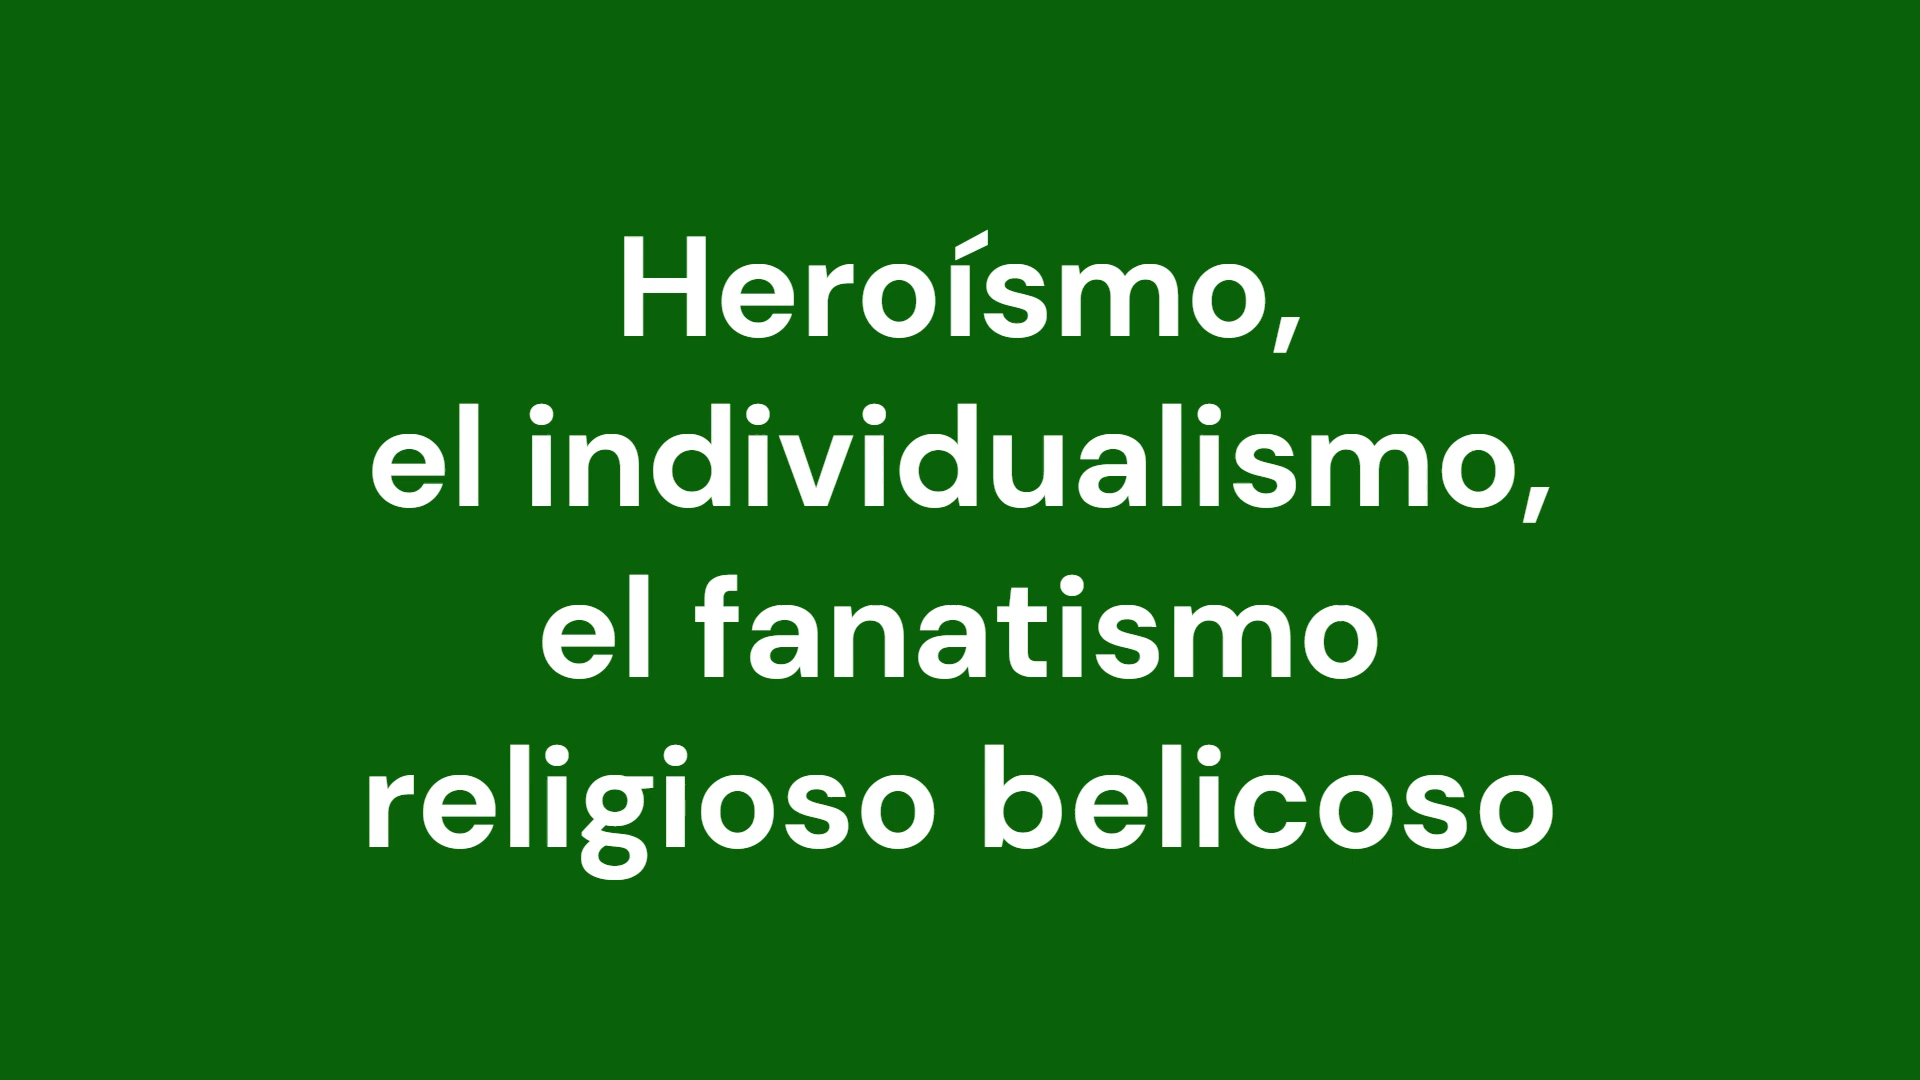 Heroísmo,
el individualismo,
el fanatismo
religioso belicoso